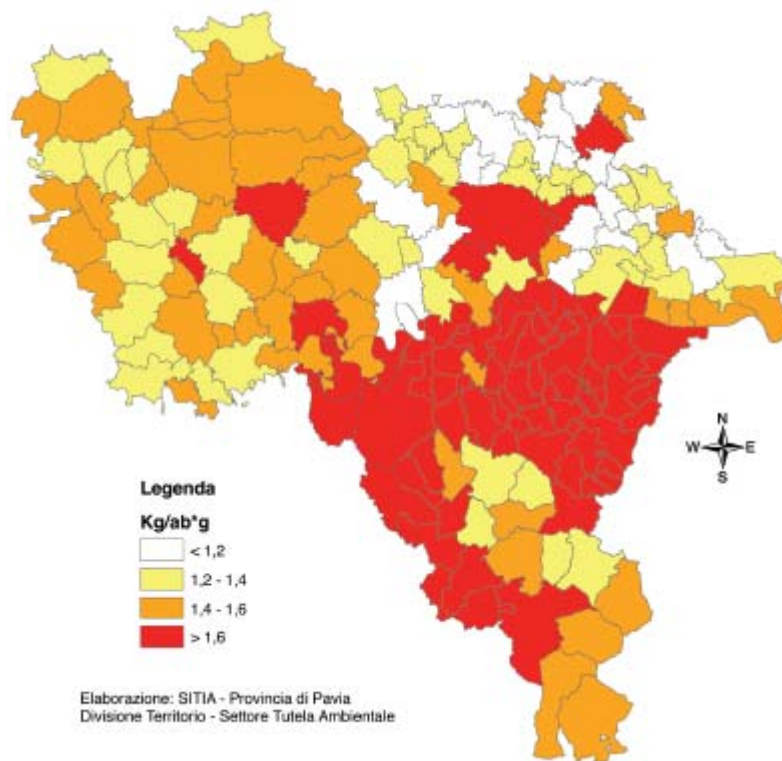 N
W E
S
Legenda
Kg/ab*g
< 1,2
1,2 - 1,4
1,4 - 1,6
> 1,6
Elaborazione: SITIA - Provincia di Pavia
Divisione Territorio - Settore Tutela Ambientale